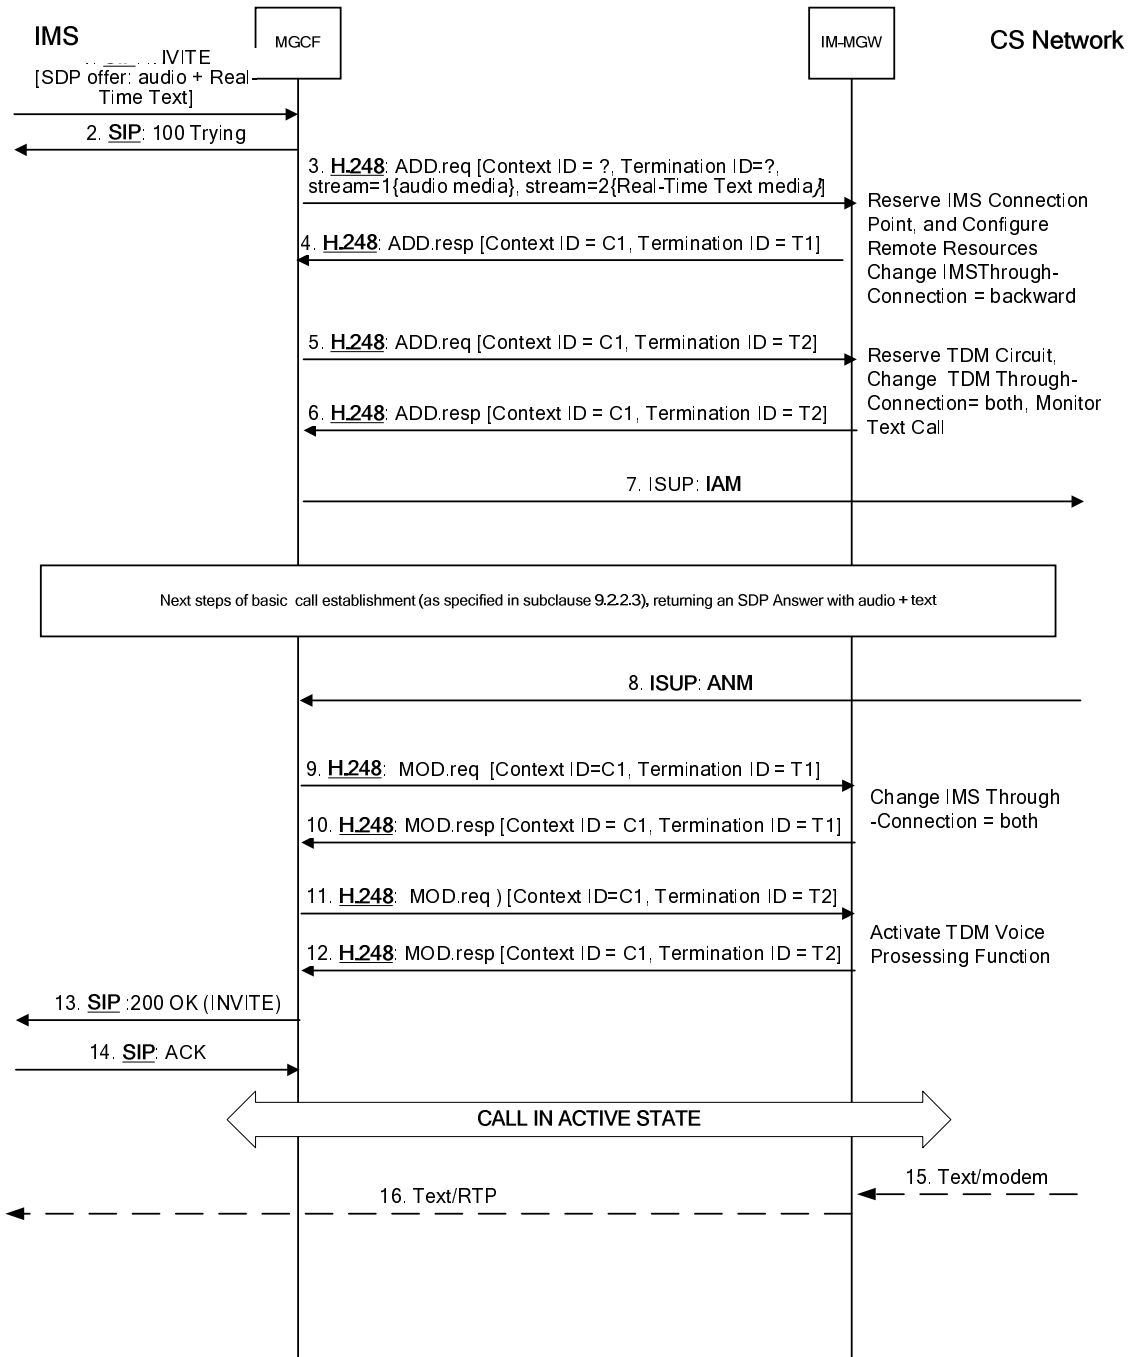 IMS
MGCF
IM-MGW
CS Network
IVITE
[SDP offer: audio + Real-
Time Text]
2. SIP: 100 Trying
3. H.248: ADD.req [Context ID = ?, Termination ID=?,
stream=1{audio media}, stream=2{Real-Time Text media}]
Reserve IMS Connection
Point, and Configure
Remote Resources
Change IMSThrough-
Connection = backward
4. H.248: ADD.resp [Context ID = C1, Termination ID = T1]
5. H.248: ADD.req [Context ID = C1, Termination ID = T2]
Reserve TDM Circuit,
Change TDM Through-
Connection= both, Monitor
Text Call
6. H.248: ADD.resp [Context ID = C1, Termination ID = T2]
7. ISUP: IAM
Next steps of basic call establishment (as specified in subclause 9.2.2.3), returning an SDP Answer with audio + text
8. ISUP: ANM
9. H.248: MOD.req [Context ID=C1, Termination ID = T1]
Change IMS Through
-Connection = both
10. H.248: MOD.resp [Context ID = C1, Termination ID = T1]
11. H.248: MOD.req ) [Context ID=C1, Termination ID = T2]
Activate TDM Voice
Prosessing Function
12. H.248: MOD.resp [Context ID = C1, Termination ID = T2]
13. SIP :200 OK (INVITE)
14. SIP: ACK
CALL IN ACTIVE STATE
15. Text/modem
16. Text/RTP